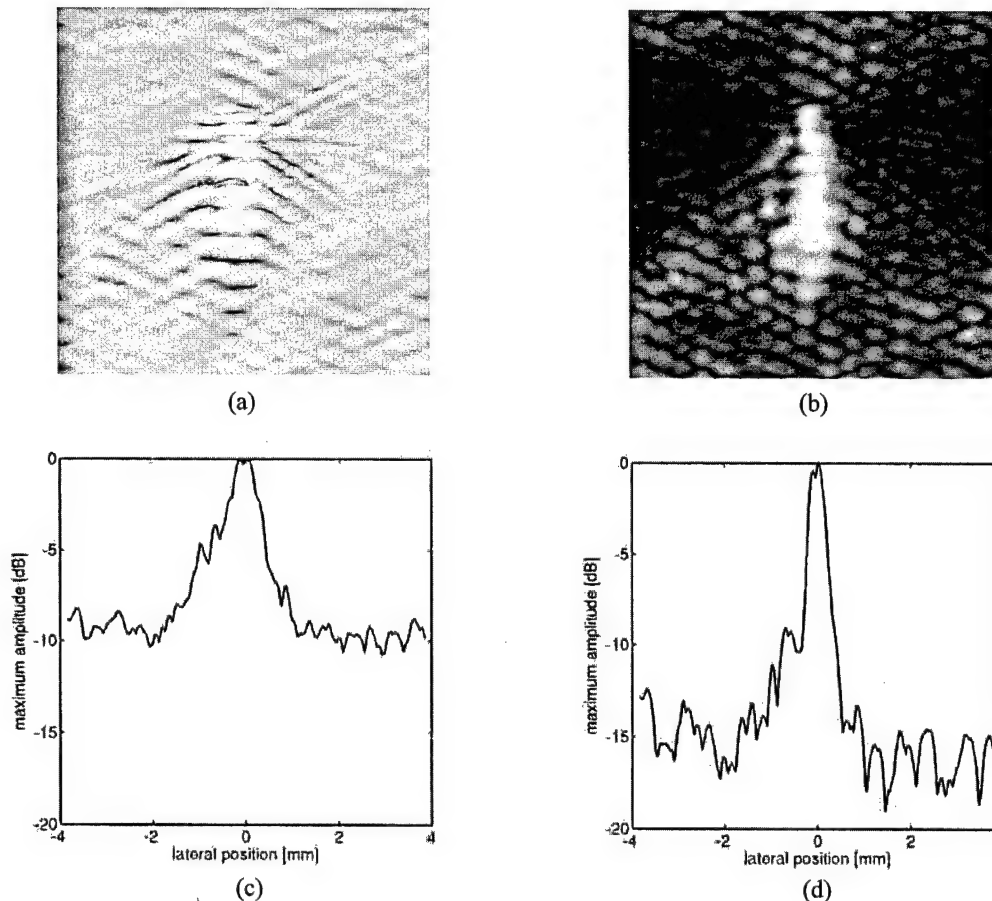 (a)
(b)
0
-5
-10
-15
-20
-4
-2
0
2
4
maximum amplitude [dB]
lateral position [mm]
(c)
0
-5
-10
-15
-20
-4
-2
0
2
maximum amplitude [dB]
lateral position [mm]
(d)